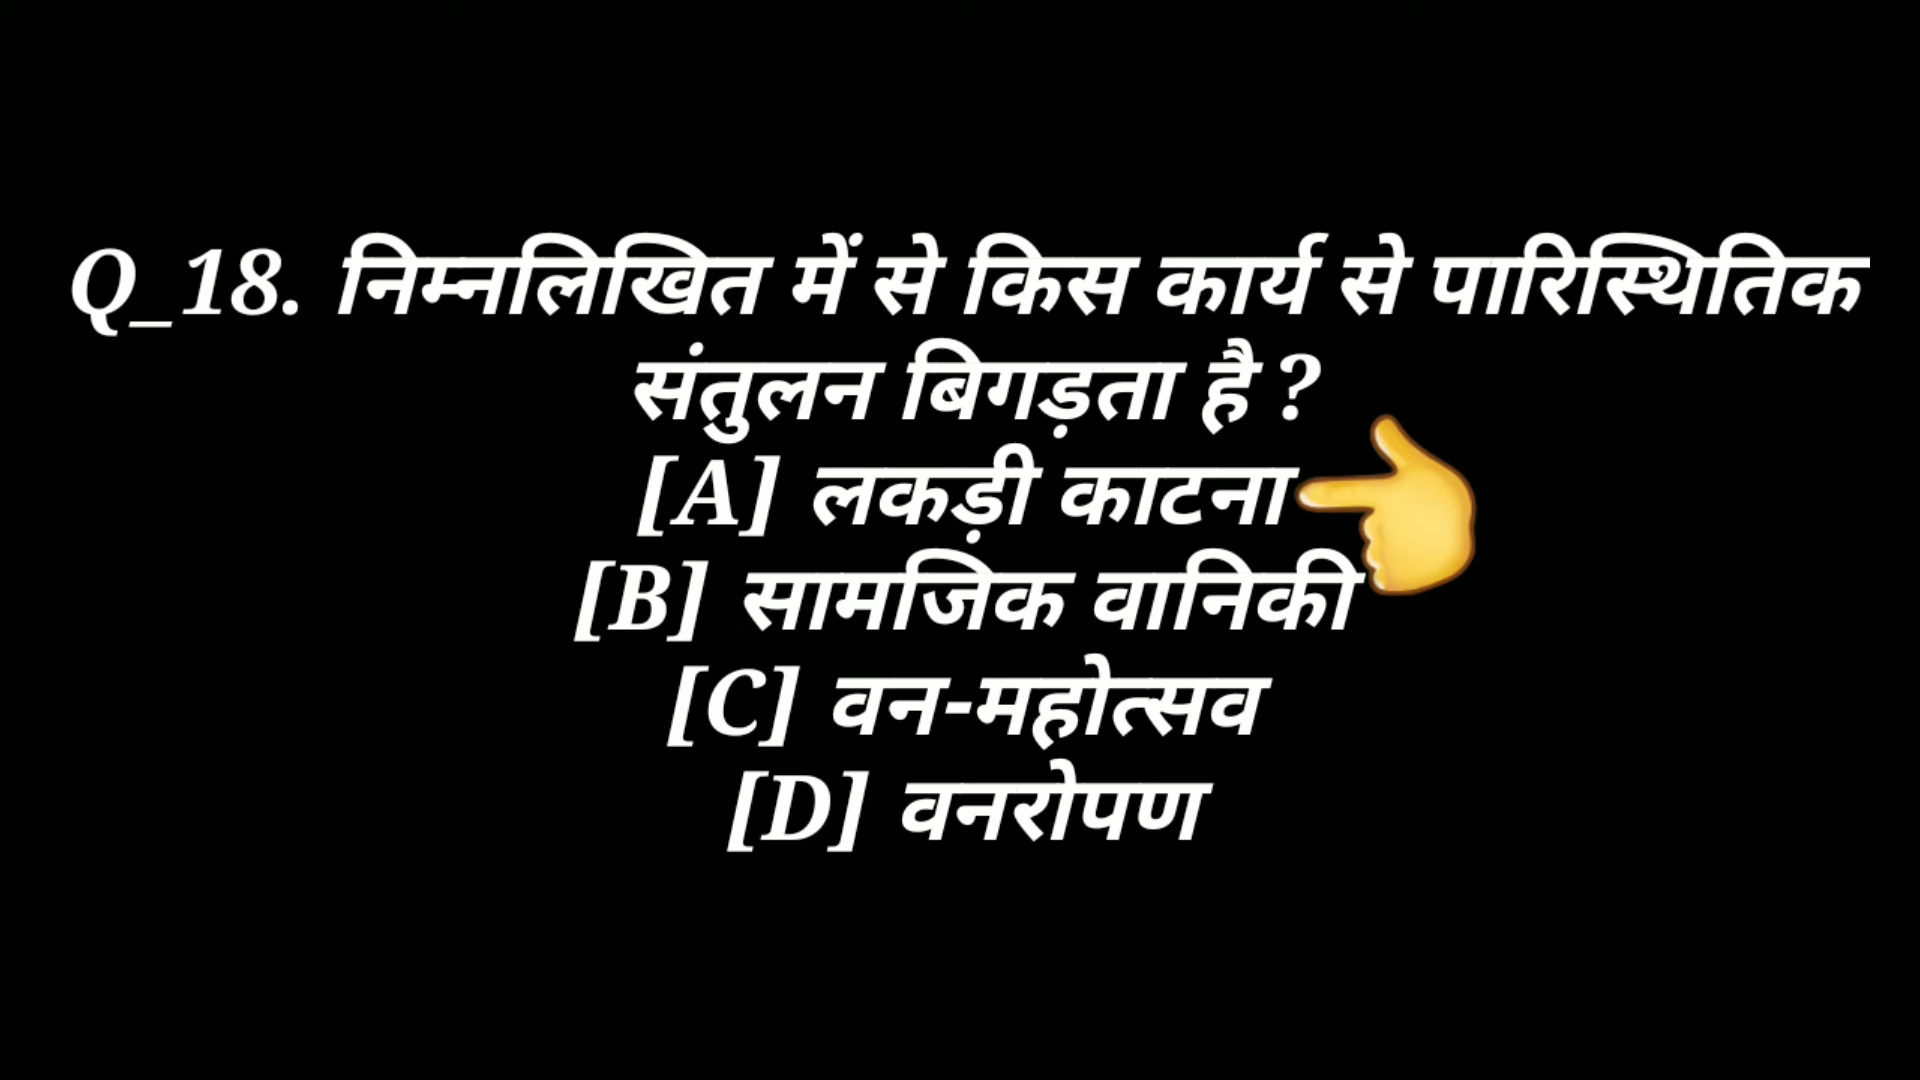 Q_18. निम्नलिखित में से किस कार्य से पारिस्थितिक
संतुलन बिगड़ता है ?
[A] लकड़ी काटना
[B] सामजिक वानिकी
[C] वन-महोत्सव
[D] वनरोपण